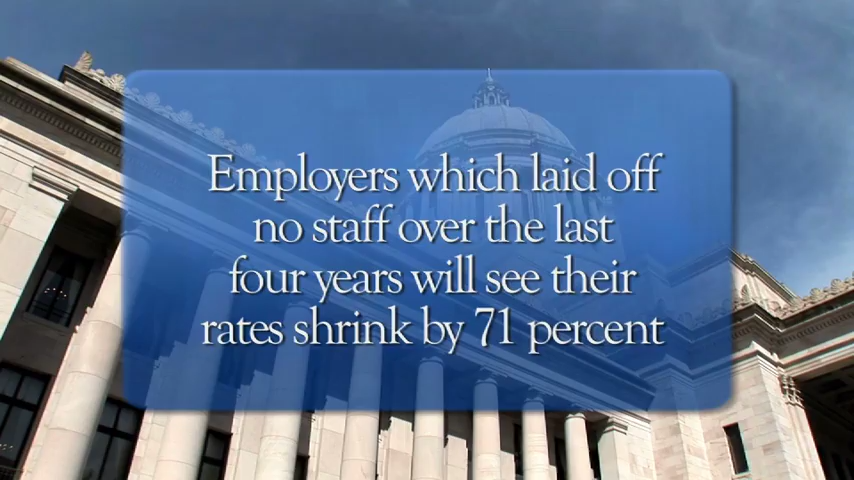 Employers which laid off
no staff over the last
four years will see their
rates shrink by 71 percent